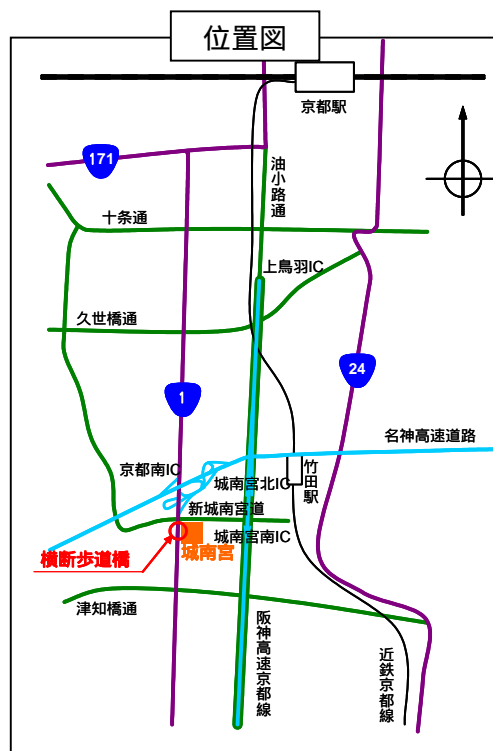 位置図
京都駅
171
油小路通
十条通
上鳥羽IC
久世橋通
24
1
名神高速道路
京都南IC
竹田駅
城南宮北IC
新城南宮道
城南宮南IC
横断歩道橋
城南宮
津知橋通
阪神高速京都線
近鉄京都線